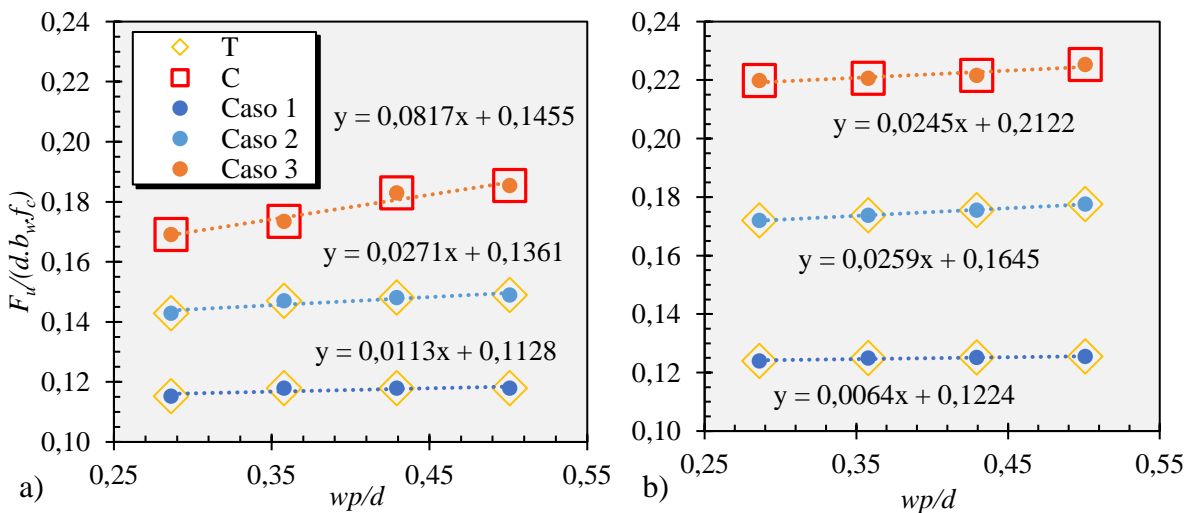 0,24
0,22
0,20
0,18
0,16
0,14
0,12
0,10
F_u/(d.b_w.f_c)
T
C
Caso 1
Caso 2
Caso 3
y = 0,0817x + 0,1455
y = 0,0271x + 0,1361
y = 0,0113x + 0,1128
0,25 0,35 0,45 0,55
a)
wp/d
0,24
0,22
0,20
0,18
0,16
0,14
0,12
0,10
y = 0,0245x + 0,2122
y = 0,0259x + 0,1645
y = 0,0064x + 0,1224
0,25 0,35 0,45 0,55
b)
wp/d